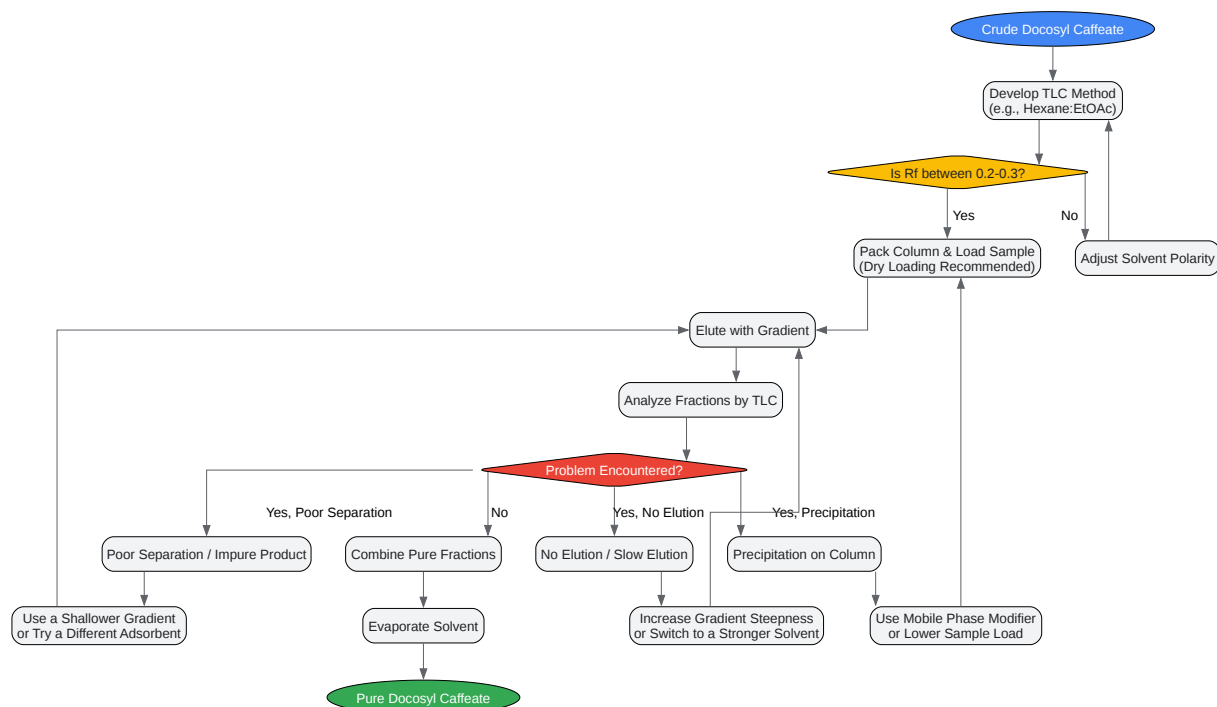 Crude Docosyl Caffeate
Develop TLC Method
(e.g., Hexane:EtOAc)
Is Rf between 0.2-0.3?
Yes
No
Pack Column & Load Sample
(Dry Loading Recommended)
Adjust Solvent Polarity
Elute with Gradient
Analyze Fractions by TLC
Problem Encountered?
Yes, Poor Separation
No
Yes, No Elution
Yes, Precipitation
Poor Separation / Impure Product
Combine Pure Fractions
No Elution / Slow Elution
Precipitation on Column
Use a Shallower Gradient
or Try a Different Adsorbent
Evaporate Solvent
Increase Gradient Steepness
or Switch to a Stronger Solvent
Use Mobile Phase Modifier
or Lower Sample Load
Pure Docosyl Caffeate